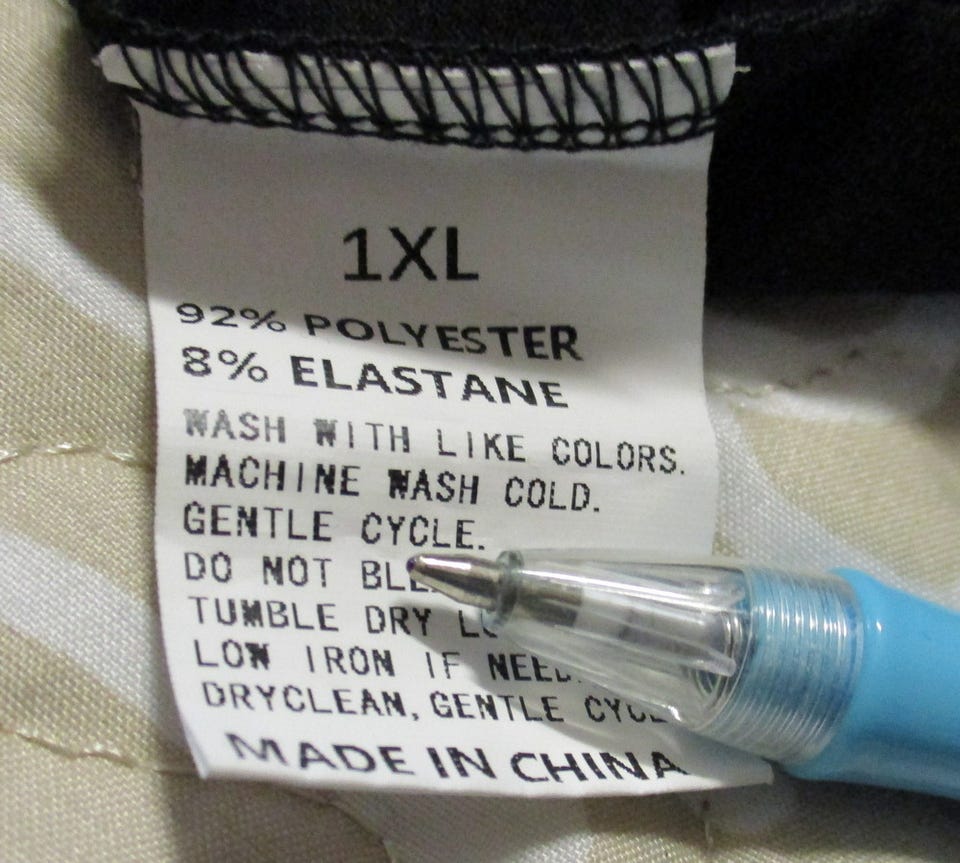 1XL
92% POLYESTER
8% ELASTANE
WASH WITH LIKE COLORS.
MACHINE WASH COLD.
GENTLE CYCLE.
DO NOT
TUMBLE DRY
LOW IRON IF
DRYCLEAN, GENTLE
MADE IN CHINA